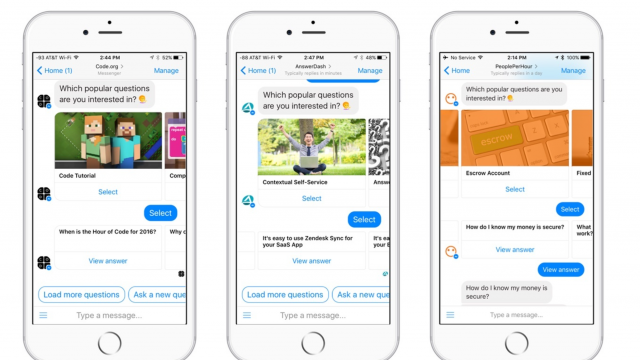 -93 AT&T Wi-Fi 2:44 PM 52%
Home (1) Code.org > Manage
Messenger
Which popular questions
are you interested in?
repeat
Code Tutorial Comp
Select
Select
When is the Hour of Code for 2016? Why c
View answer
Load more questions Ask a new que
Type a message...
-88 AT&T Wi-Fi 2:47 PM 48%
Home (1) AnswerDash > Manage
Typically replies in minutes
Which popular questions
are you interested in?
Contextual Self-Service Answ
Select
Select
It's easy to use Zendesk Sync for It's e
your SaaS App every
View answer
Load more questions Ask a new que
Type a message...
No Service 2:14 PM 100%
Home PeoplePerHour > Manage
Typically replies in a day
Which popular questions are you
interested in?
escrow
Escrow Account Fixed
Select
Select
How do I know my money is secure? What
work?
View answer
View answer
How do I know my money is
secure?
Type a message...